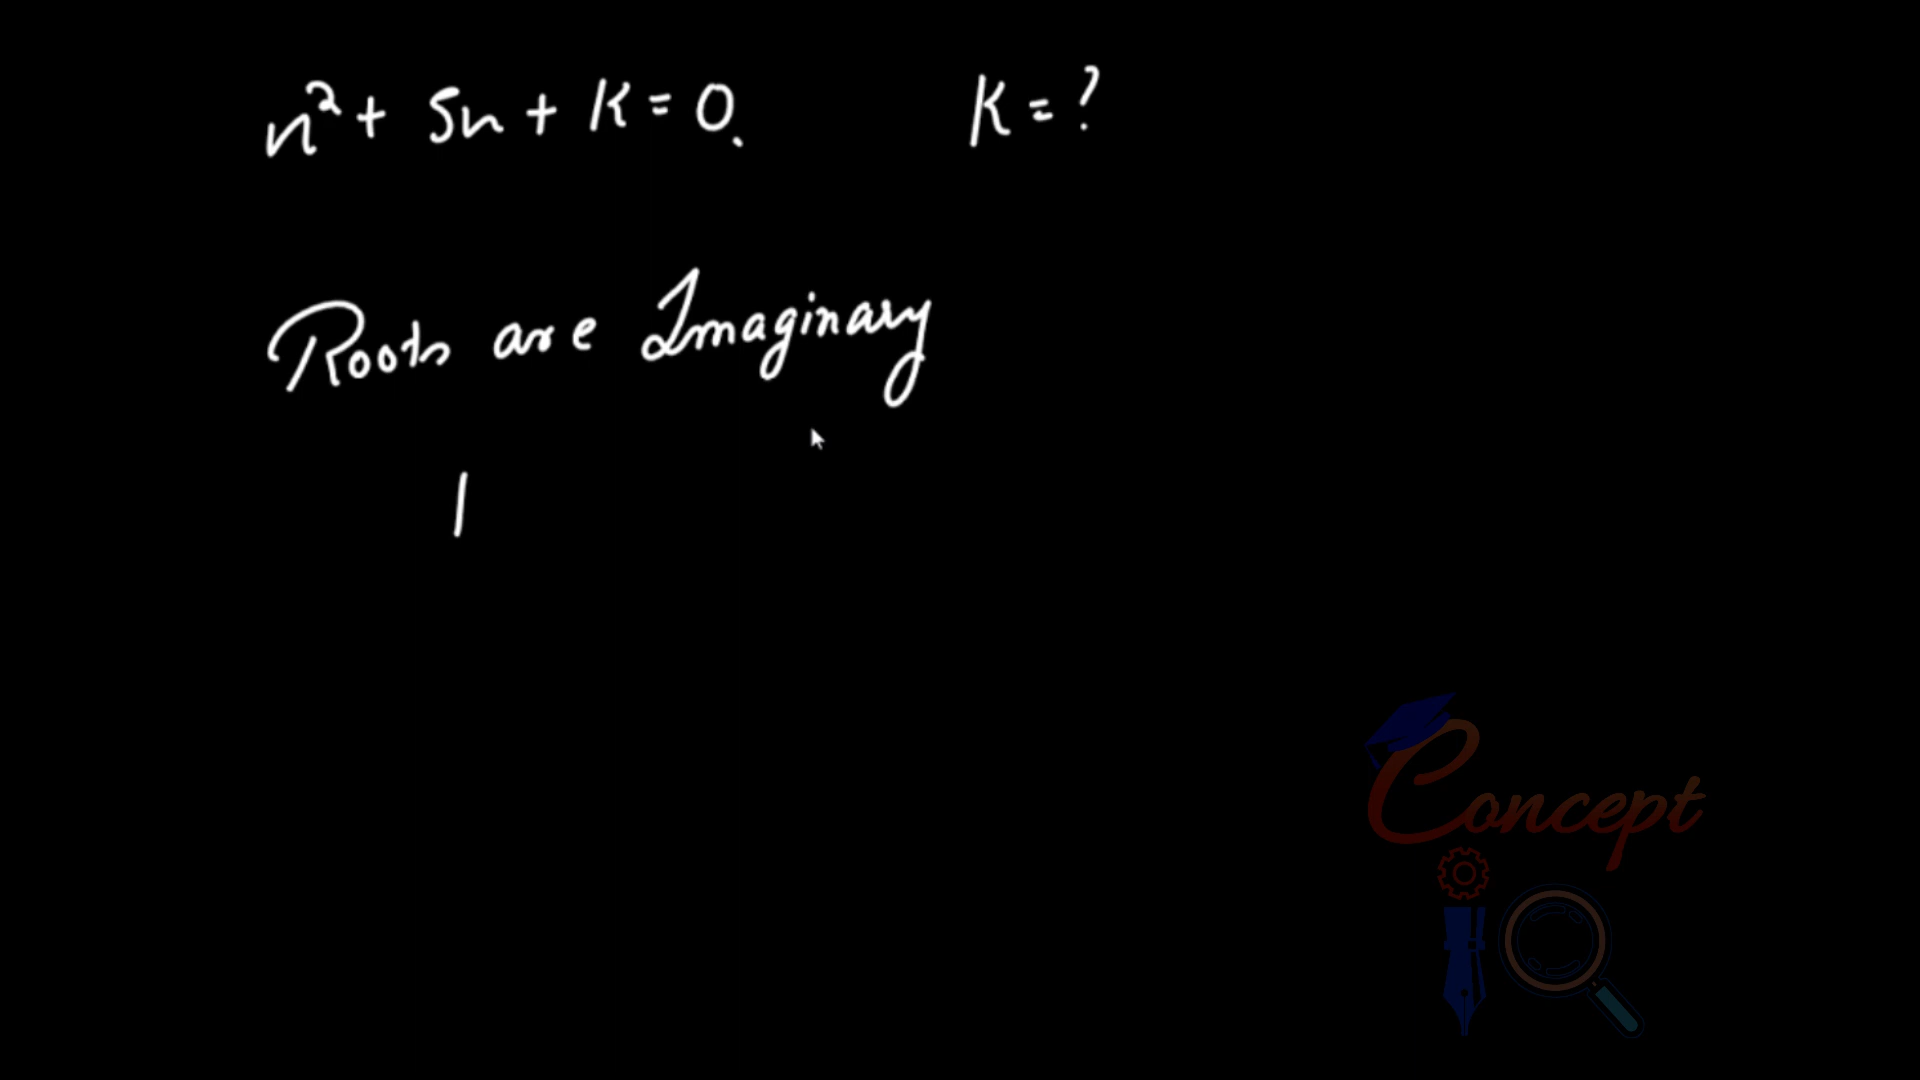 x² + 5x + K = 0. K = ?
Roots are Imaginary
Concept